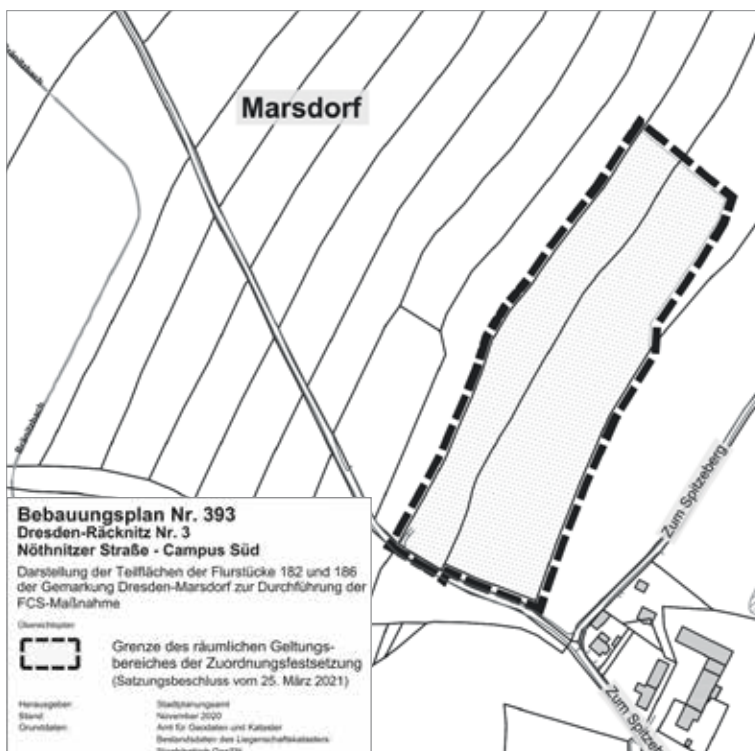 Marsdorf
Zum Spitzeberg
Bebauungsplan Nr. 393
Dresden-Räcknitz Nr. 3
Nöthnitzer Straße - Campus Süd
Darstellung der Teilflächen der Flurstücke 182 und 186
der Gemarkung Dresden-Marsdorf zur Durchführung der
FCS-Maßnahme
Übersichtsplan
Grenze des räumlichen Geltungs-
bereiches der Zuordnungsfestsetzung
(Satzungsbeschluss vom 25. März 2021)
Herausgeber: Stadtplanungsamt
Stand: November 2020
Grunddaten: Amt für Geodaten und Kataster
Bestandsdaten des Liegenschaftskatasters
Zum